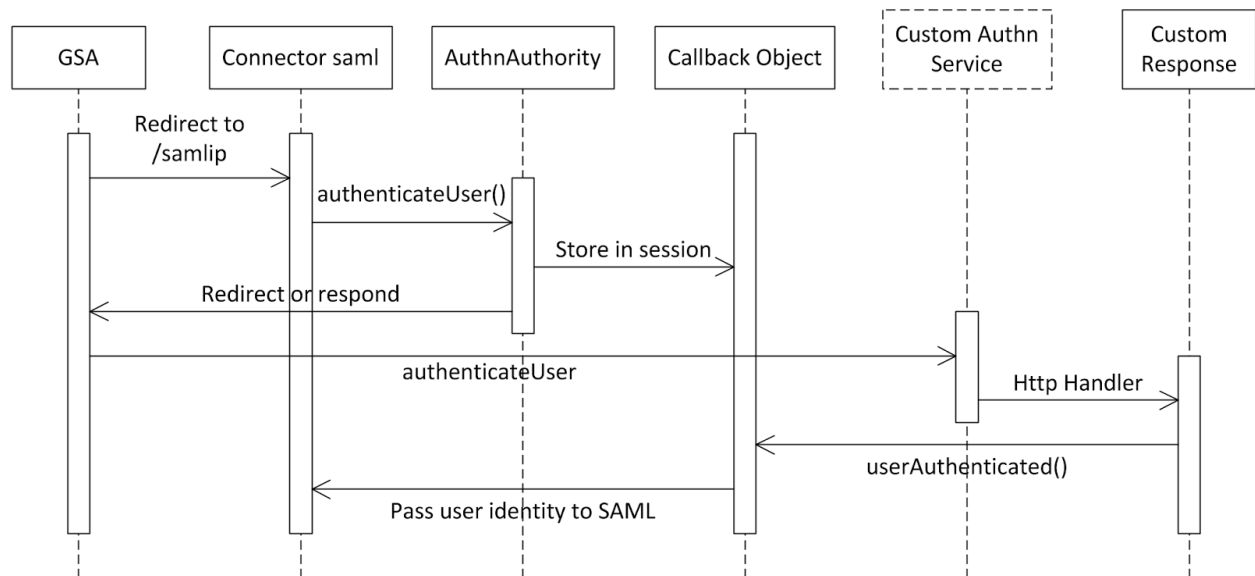 GSA
Connector saml
AuthnAuthority
Callback Object
Custom Authn
Service
Custom
Response
Redirect to
/samlip
authenticateUser()
Store in session
Redirect or respond
authenticateUser
Http Handler
userAuthenticated()
Pass user identity to SAML